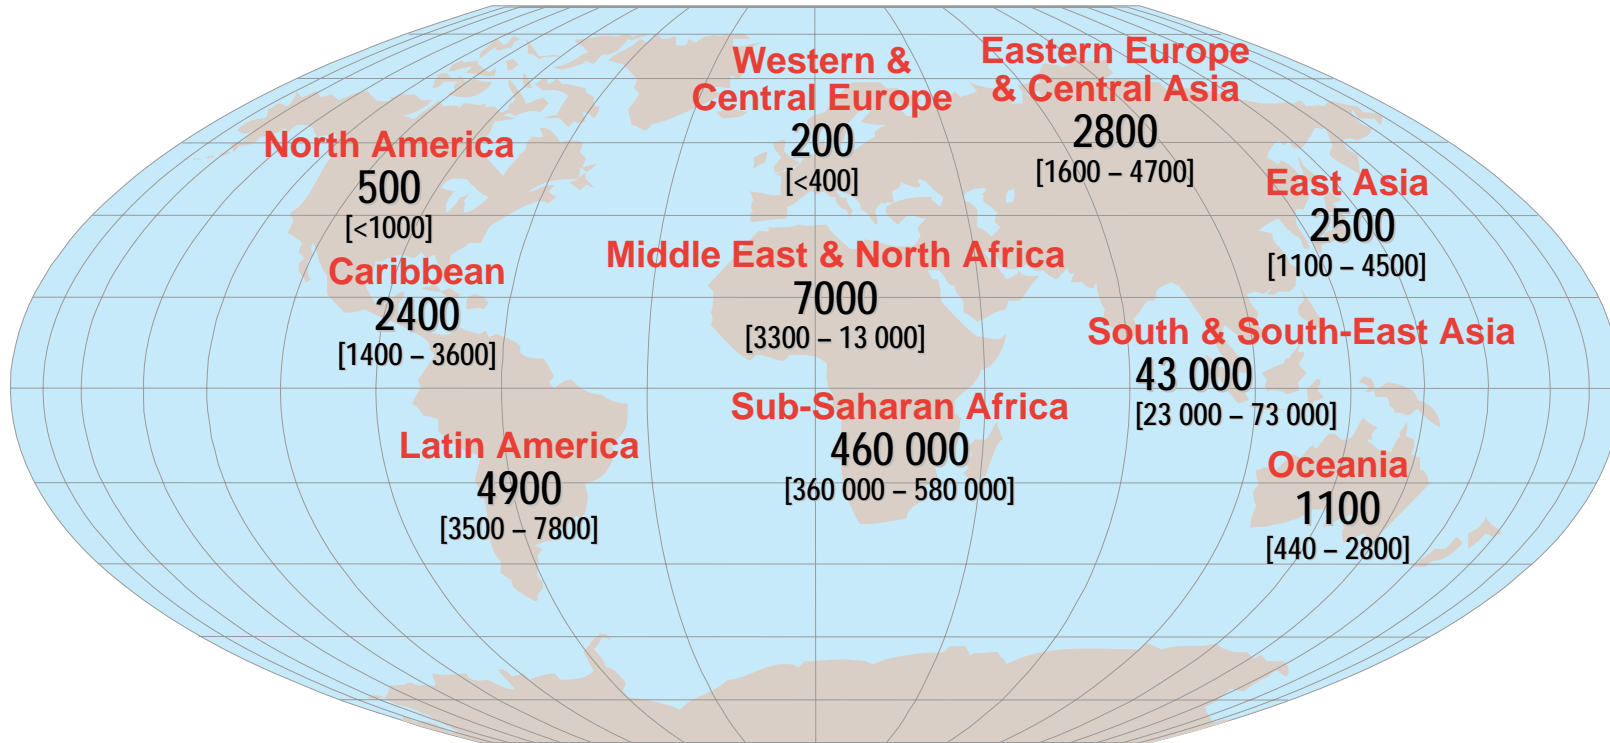 Western &
Central Europe
200
[<400]
Eastern Europe
& Central Asia
2800
[1600 – 4700]
North America
500
[<1000]
East Asia
2500
[1100 – 4500]
Caribbean
2400
[1400 – 3600]
Middle East & North Africa
7000
[3300 – 13 000]
South & South-East Asia
43 000
[23 000 – 73 000]
Sub-Saharan Africa
460 000
[360 000 – 580 000]
Latin America
4900
[3500 – 7800]
Oceania
1100
[440 – 2800]